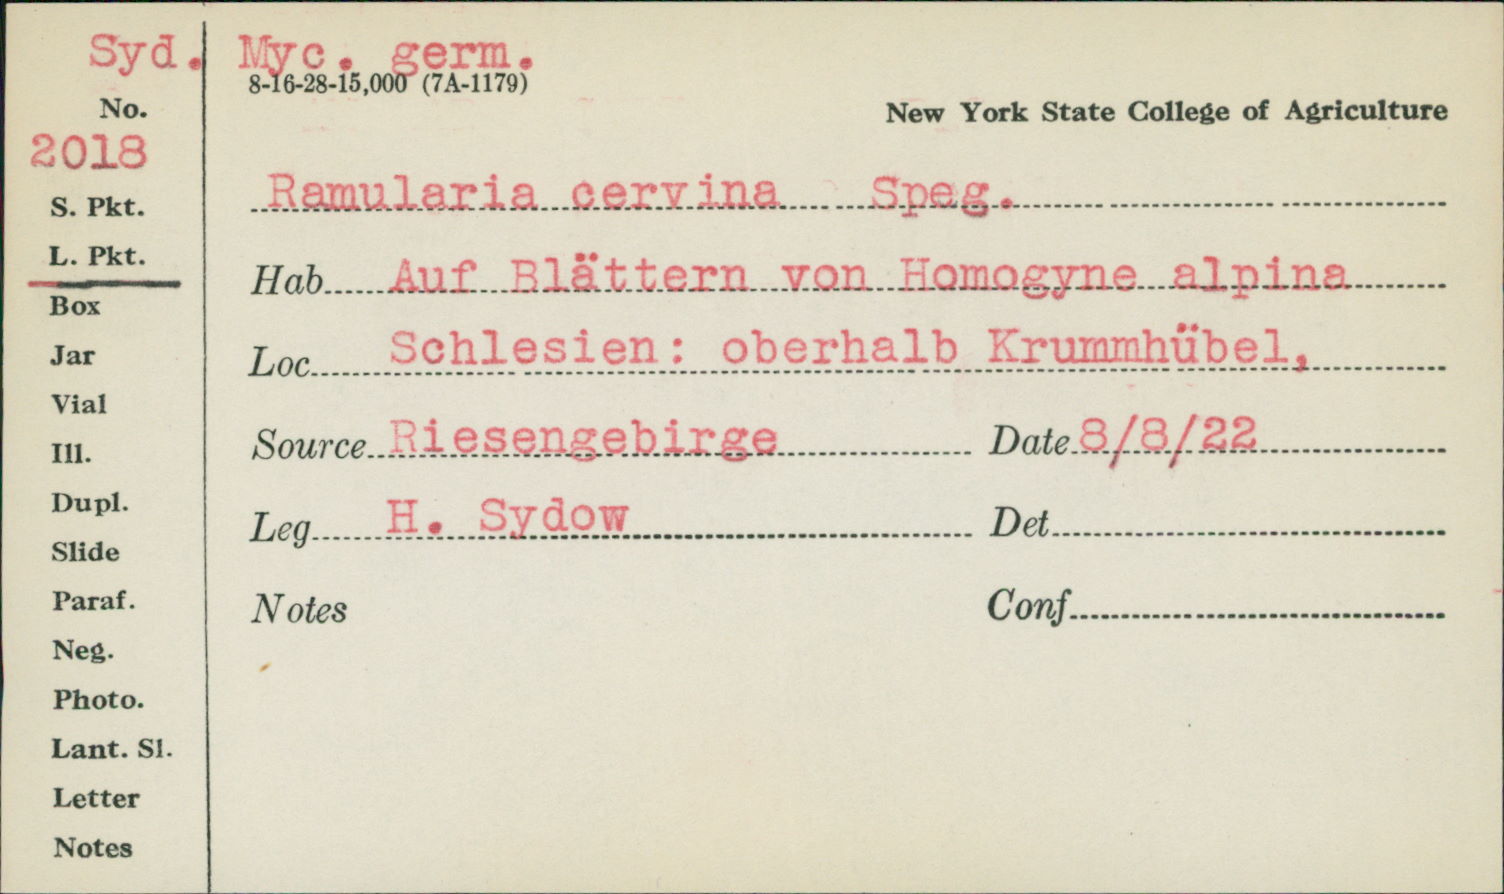 Syd. Myc. germ.
8-16-28-15,000 (7A-1179)
No.
New York State College of Agriculture
2018
Ramularia cervina Speg.
S. Pkt.
L. Pkt.
Hab Auf Blättern von Homogyne alpina
Box
Jar
Loc Schlesien: oberhalb Krummhübel,
Vial
Source Riesengebirge Date 8/8/22
Ill.
Dupl.
Leg H. Sydow Det
Slide
Paraf.
Notes Conf
Neg.
Photo.
Lant. Sl.
Letter
Notes